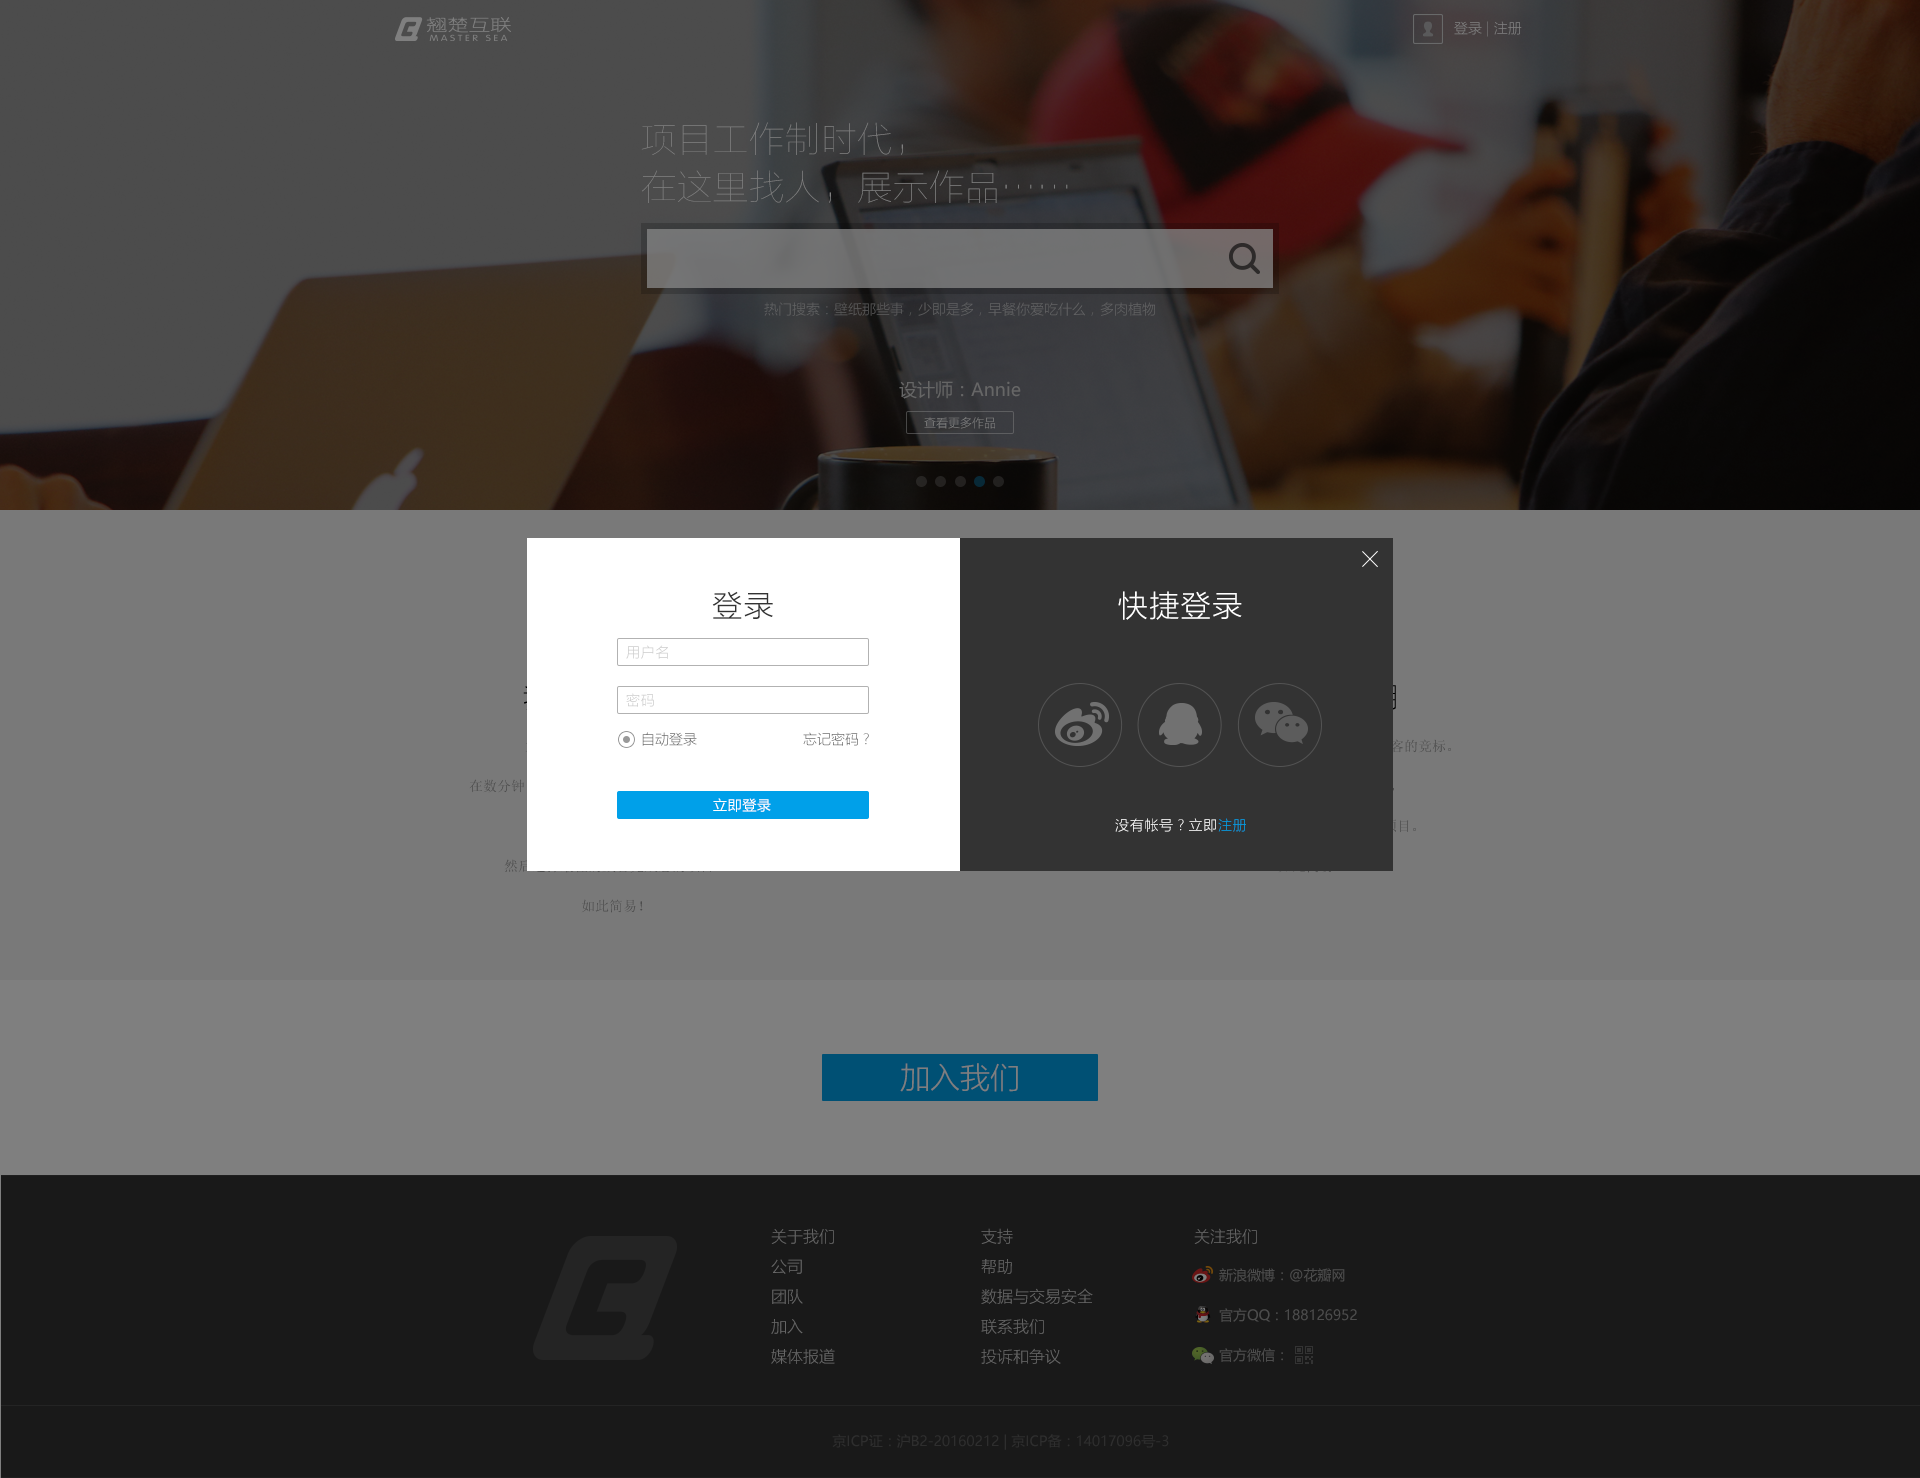 翘楚互联
MASTER SEA
登录 | 注册
项目工作制时代，
在这里找人，展示作品······
热门搜索：壁纸那些事，少即是多，早餐你爱吃什么，多肉植物
设计师：Annie
查看更多作品
登录
用户名
密码
自动登录
忘记密码？
立即登录
快捷登录
没有帐号？立即注册
客的竞标。
在数分钟
项目。
如此简易！
加入我们
关于我们
公司
团队
加入
媒体报道
支持
帮助
数据与交易安全
联系我们
投诉和争议
关注我们
新浪微博：@花瓣网
官方QQ：188126952
官方微信：
京ICP证：沪B2-20160212 | 京ICP备：14017096号-3